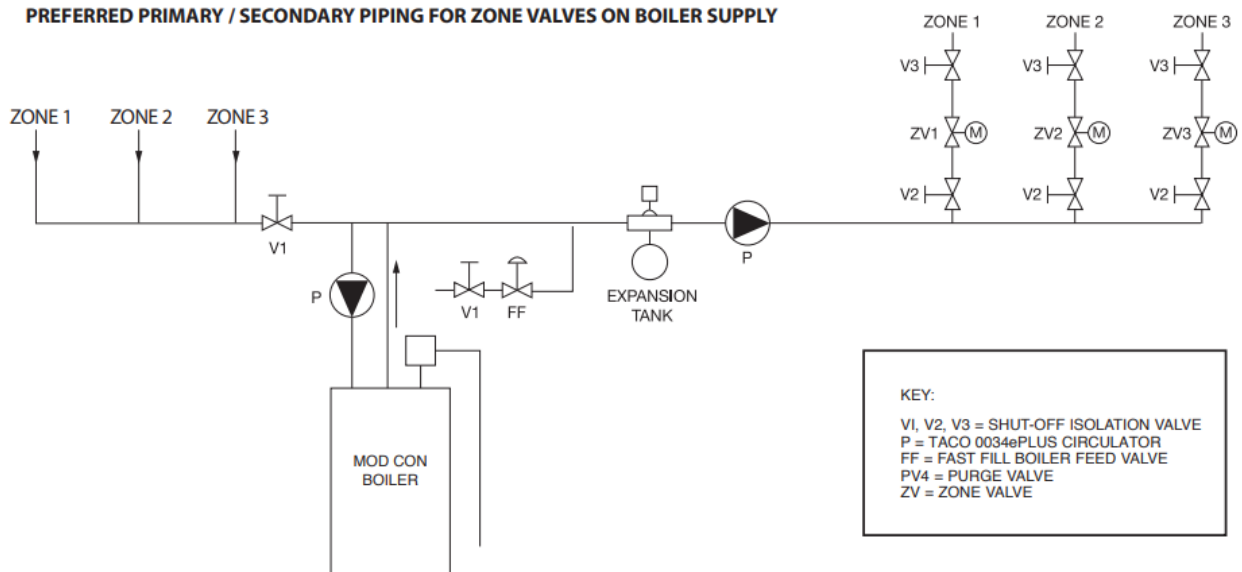 PREFERRED PRIMARY / SECONDARY PIPING FOR ZONE VALVES ON BOILER SUPPLY
ZONE 1 ZONE 2 ZONE 3
V3 V3 V3
ZONE 1 ZONE 2 ZONE 3
ZV1 M ZV2 M ZV3 M
V2 V2 V2
V1
P
P
V1 FF
EXPANSION
TANK
MOD CON
BOILER
KEY:
VI, V2, V3 = SHUT-OFF ISOLATION VALVE
P = TACO 0034ePLUS CIRCULATOR
FF = FAST FILL BOILER FEED VALVE
PV4 = PURGE VALVE
ZV = ZONE VALVE